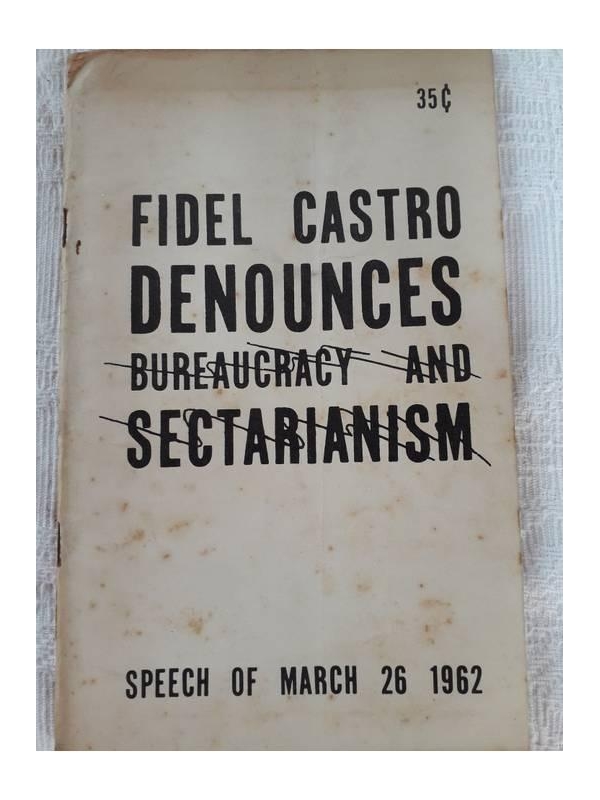 35¢
FIDEL CASTRO
DENOUNCES
BUREAUCRACY AND
SECTARIANISM
SPEECH OF MARCH 26 1962